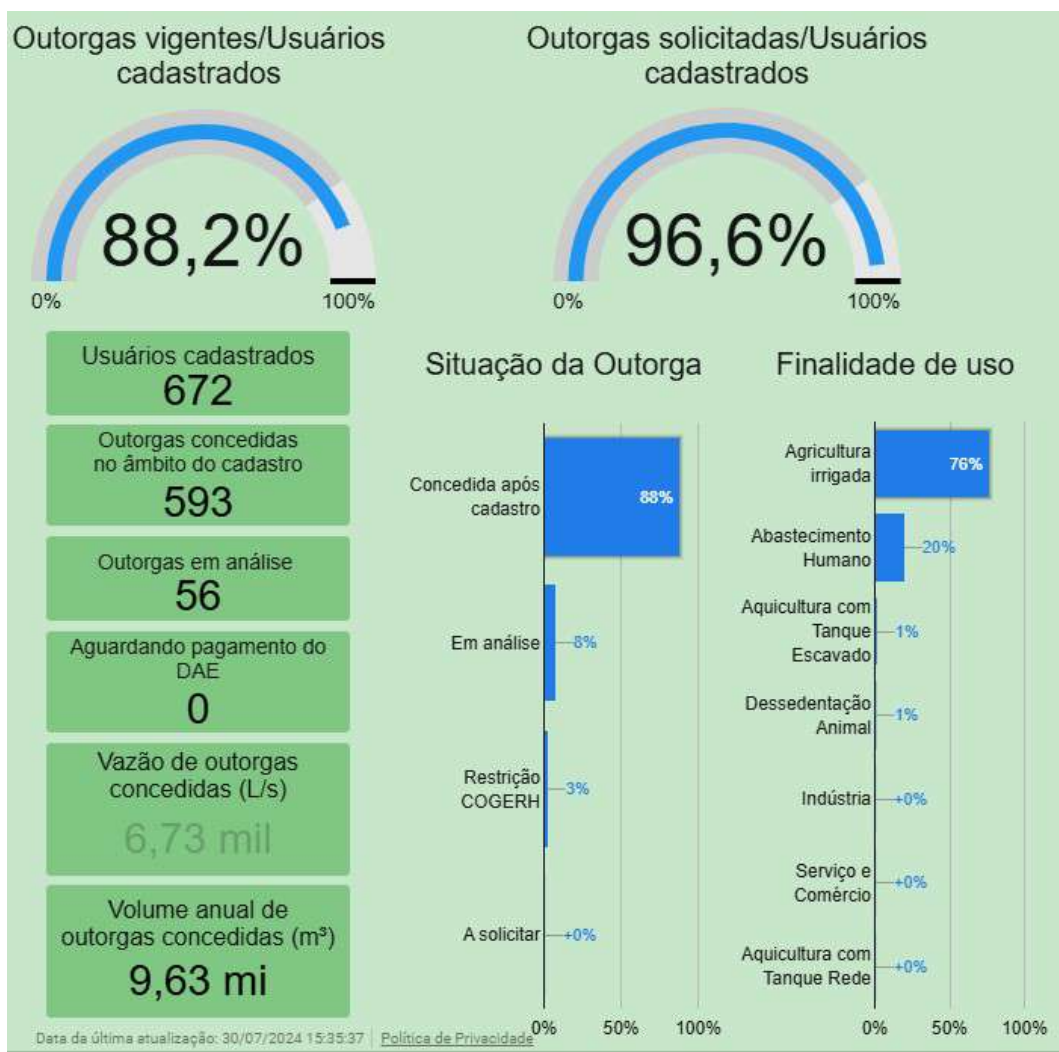 Outorgas vigentes/Usuários
cadastrados
88,2%
0%
100%
Outorgas solicitadas/Usuários
cadastrados
96,6%
0%
100%
Usuários cadastrados
672
Outorgas concedidas
no âmbito do cadastro
593
Outorgas em análise
56
Aguardando pagamento do
DAE
0
Vazão de outorgas
concedidas (L/s)
6,73 mil
Volume anual de
outorgas concedidas (m³)
9,63 mi
Situação da Outorga
Concedida após
cadastro
88%
Em análise
8%
Restrição
COGERH
3%
A solicitar
+0%
0% 50% 100%
Finalidade de uso
Agricultura
irrigada
76%
Abastecimento
Humano
20%
Aquicultura com
Tanque
Escavado
1%
Dessedentação
Animal
1%
Indústria
+0%
Serviço e
Comércio
+0%
Aquicultura com
Tanque Rede
+0%
0% 50% 100%
Data da última atualização: 30/07/2024 15:35:37 | Política de Privacidade